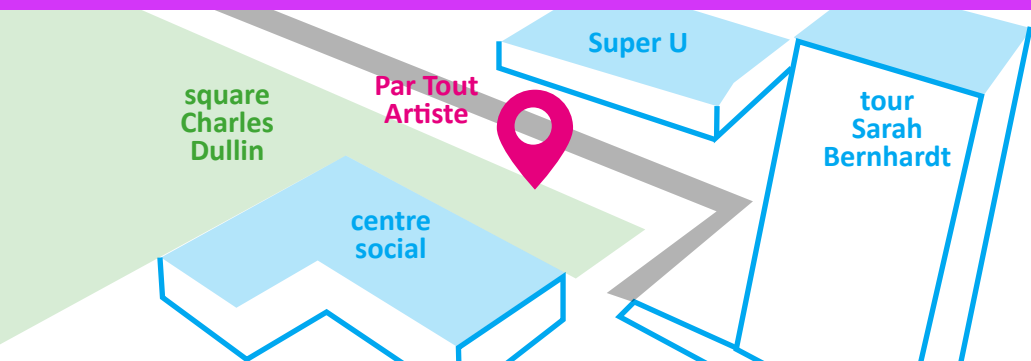 square
Charles
Dullin
Par Tout
Artiste
Super U
tour
Sarah
Bernhardt
centre
social